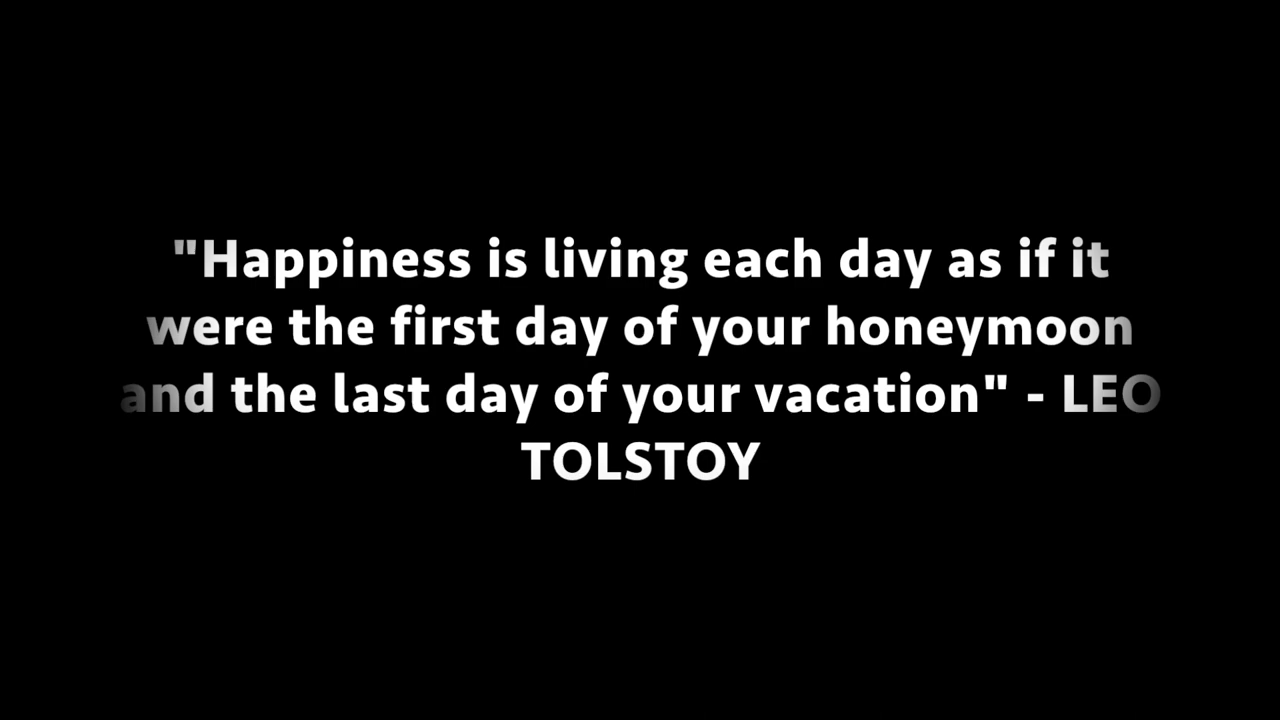 "Happiness is living each day as if it
were the first day of your honeymoon
and the last day of your vacation" - LEO
TOLSTOY